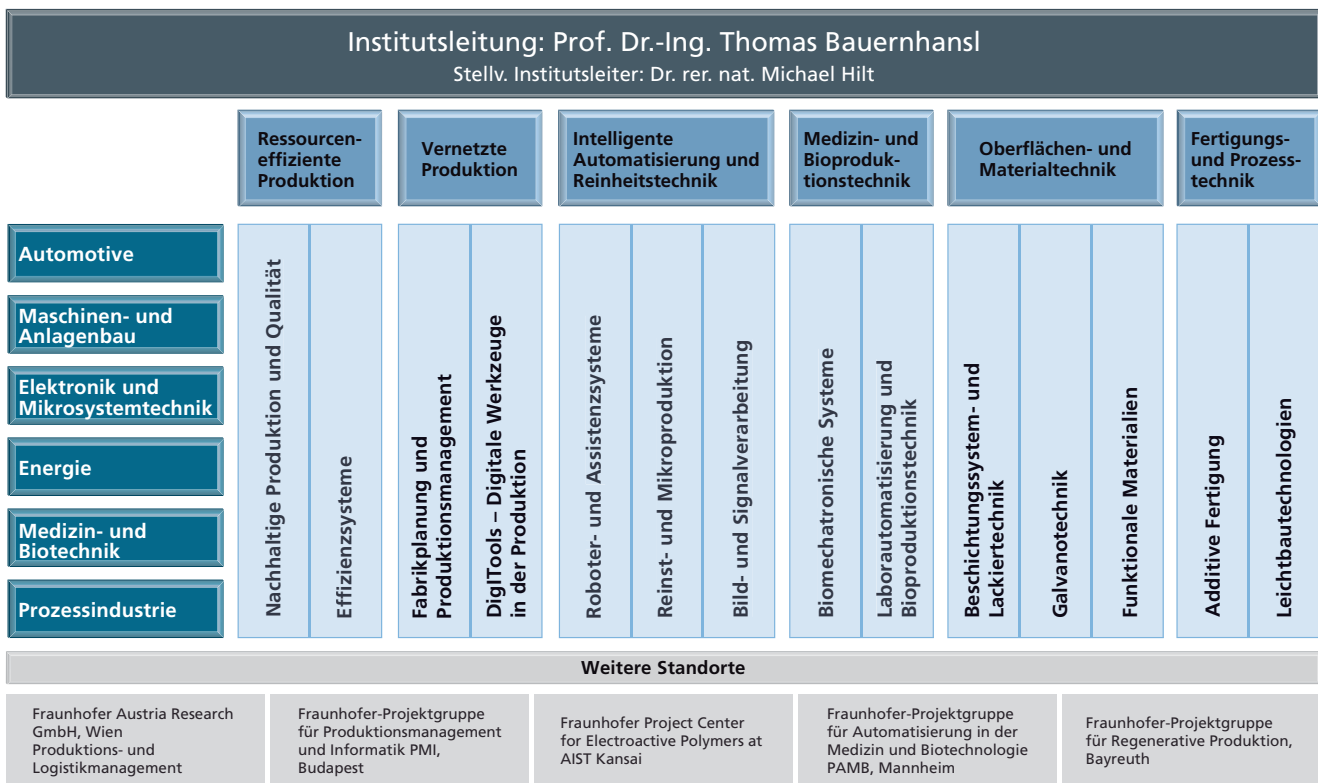 Institutsleitung: Prof. Dr.-Ing. Thomas Bauernhansl
Stellv. Institutsleiter: Dr. rer. nat. Michael Hilt
Ressourcen-
effiziente
Produktion
Vernetzte
Produktion
Intelligente
Automatisierung und
Reinheitstechnik
Medizin- und
Bioproduk-
tionstechnik
Oberflächen- und
Materialtechnik
Fertigungs-
und Prozess-
technik
Automotive
Maschinen- und
Anlagenbau
Elektronik und
Mikrosystemtechnik
Energie
Medizin- und
Biotechnik
Prozessindustrie
Nachhaltige Produktion und Qualität
Effizienzsysteme
Fabrikplanung und
Produktionsmanagement
DigITools – Digitale Werkzeuge
in der Produktion
Roboter- und Assistenzsysteme
Reinst- und Mikroproduktion
Bild- und Signalverarbeitung
Biomechatronische Systeme
Laborautomatisierung und
Bioproduktionstechnik
Beschichtungssystem- und
Lackiertechnik
Galvanotechnik
Funktionale Materialien
Additive Fertigung
Leichtbautechnologien
Weitere Standorte
Fraunhofer Austria Research
GmbH, Wien
Produktions- und
Logistikmanagement
Fraunhofer-Projektgruppe
für Produktionsmanagement
und Informatik PMI,
Budapest
Fraunhofer Project Center
for Electroactive Polymers at
AIST Kansai
Fraunhofer-Projektgruppe
für Automatisierung in der
Medizin und Biotechnologie
PAMB, Mannheim
Fraunhofer-Projektgruppe
für Regenerative Produktion,
Bayreuth